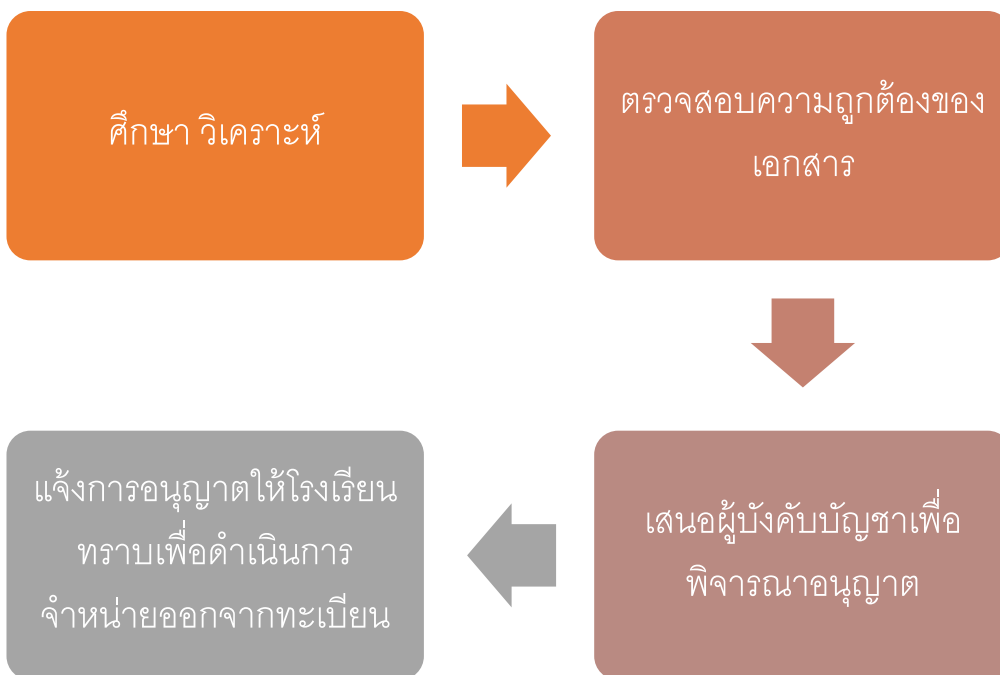 ศึกษา วิเคราะห์
ตรวจสอบความถูกต้องของ
เอกสาร
เสนอผู้บังคับบัญชาเพื่อ
พิจารณาอนุญาต
แจ้งการอนุญาตให้โรงเรียน
ทราบเพื่อดำเนินการ
จำหน่ายออกจากทะเบียน